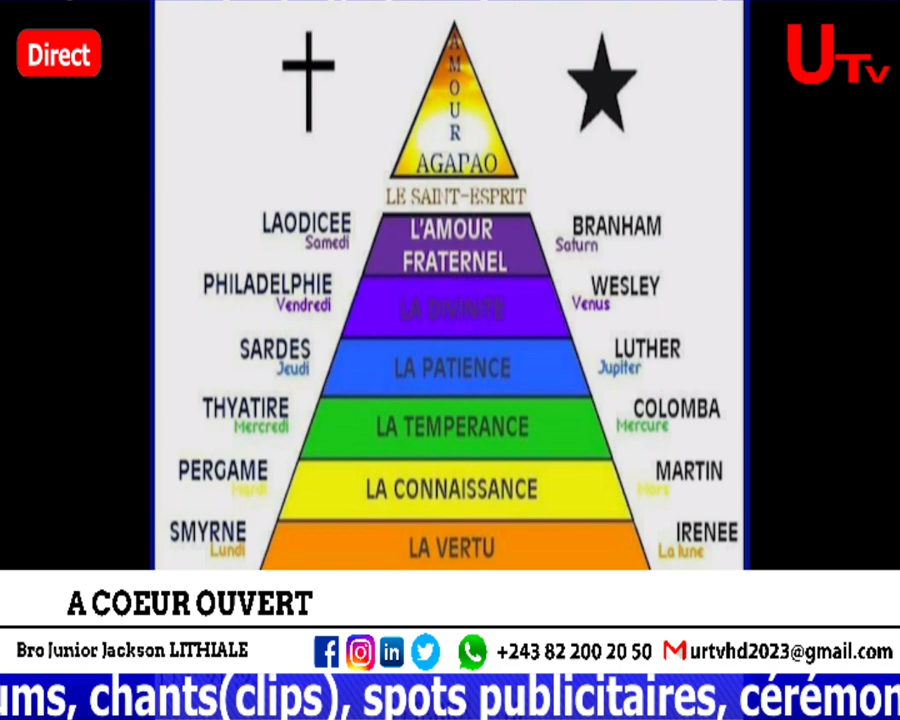 Direct
UTv
AMOUR
AGAPAO
LE SAINT-ESPRIT
LAODICEE
Samedi
L'AMOUR
FRATERNEL
BRANHAM
Saturn
PHILADELPHIE
Vendredi
LA DIVINITE
WESLEY
Venus
SARDES
Jeudi
LA PATIENCE
LUTHER
Jupiter
THYATIRE
Mercredi
LA TEMPERANCE
COLOMBA
Mercure
PERGAME
Mardi
LA CONNAISSANCE
MARTIN
Mars
SMYRNE
Lundi
LA VERTU
IRENEE
La lune
A COEUR OUVERT
Bro Junior Jackson LITHIALE
+243 82 200 20 50 urtvhd2023@gmail.com
ums, chants(clips), spots publicitaires, cérémon